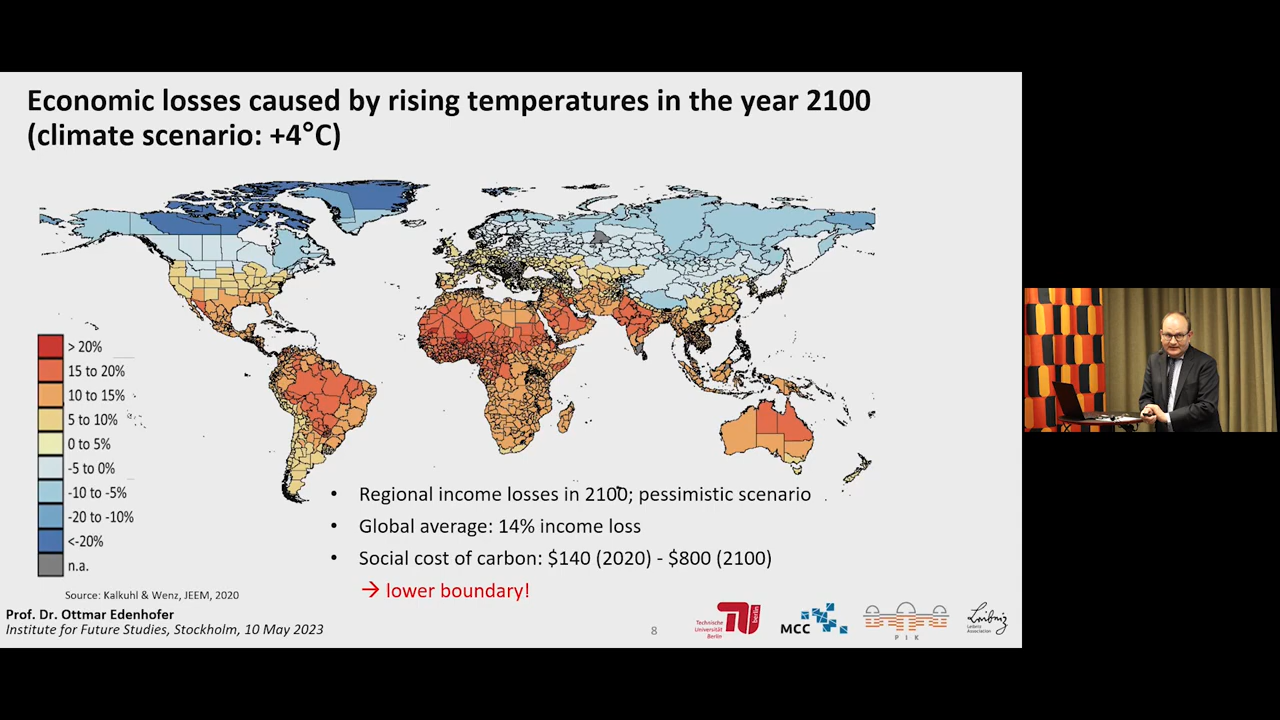 Economic losses caused by rising temperatures in the year 2100
(climate scenario: +4°C)
> 20%
15 to 20%
10 to 15%
5 to 10%
0 to 5%
-5 to 0%
-10 to -5%
-20 to -10%
<-20%
n.a.
• Regional income losses in 2100; pessimistic scenario
• Global average: 14% income loss
• Social cost of carbon: $140 (2020) - $800 (2100)
→ lower boundary!
Source: Kalkuhl & Wenz, JEEM, 2020
Prof. Dr. Ottmar Edenhofer
Institute for Future Studies, Stockholm, 10 May 2023
8
Technische
Universität
Berlin
MCC
PIK
Leibniz
Leibniz
Association